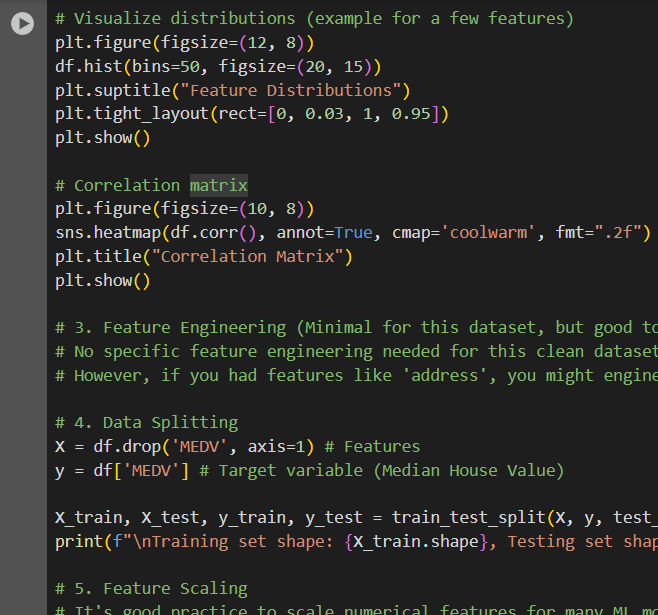 # Visualize distributions (example for a few features)
plt.figure(figsize=(12, 8))
df.hist(bins=50, figsize=(20, 15))
plt.suptitle("Feature Distributions")
plt.tight_layout(rect=[0, 0.03, 1, 0.95])
plt.show()
# Correlation matrix
plt.figure(figsize=(10, 8))
sns.heatmap(df.corr(), annot=True, cmap='coolwarm', fmt=".2f")
plt.title("Correlation Matrix")
plt.show()
# 3. Feature Engineering (Minimal for this dataset, but good to
# No specific feature engineering needed for this clean dataset
# However, if you had features like 'address', you might engine
# 4. Data Splitting
X = df.drop('MEDV', axis=1) # Features
y = df['MEDV'] # Target variable (Median House Value)
X_train, X_test, y_train, y_test = train_test_split(X, y, test_
print(f"\nTraining set shape: {X_train.shape}, Testing set shap
# 5. Feature Scaling
# It's good practice to scale numerical features for many ML mo